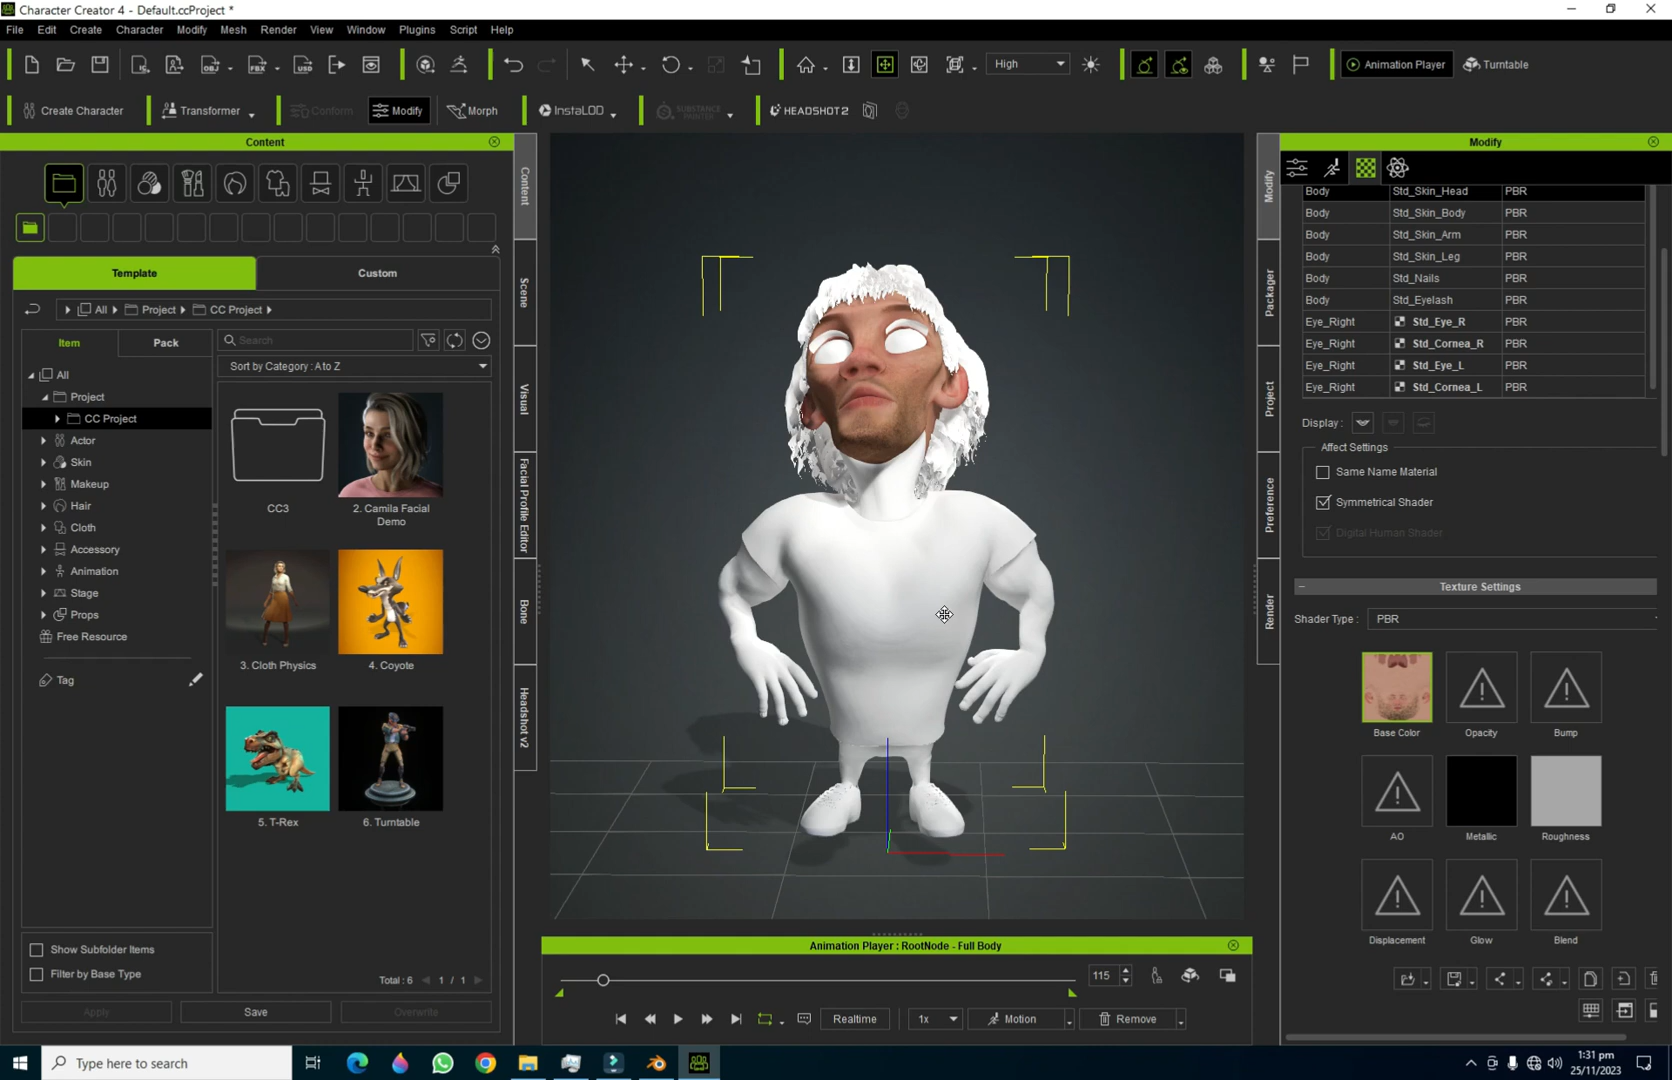 Character Creator 4 - Default.ccProject *
File Edit Create Character Modify Mesh Render View Window Plugins Script Help
High
Animation Player
Turntable
Create Character
Transformer
Conform
Modify
Morph
InstaLOD
SUBSTANCE PAINTER
HEADSHOT 2
Content
Template
Custom
All Project CC Project
Item
Pack
Search
Sort by Category : A to Z
All
Project
CC Project
Actor
Skin
Makeup
Hair
Cloth
Accessory
Animation
Stage
Props
Free Resource
Tag
CC3
2. Camila Facial
Demo
3. Cloth Physics
4. Coyote
5. T-Rex
6. Turntable
Show Subfolder Items
Filter by Base Type
Total : 6
1 / 1
Apply
Save
Overwrite
Content
Scene
Visual
Facial Profile Editor
Bone
Headshot v2
Animation Player : RootNode - Full Body
115
Realtime
1x
Motion
Remove
Modify
Packager
Project
Preference
Render
Modify
Body Std_Skin_Head PBR
Body Std_Skin_Body PBR
Body Std_Skin_Arm PBR
Body Std_Skin_Leg PBR
Body Std_Nails PBR
Body Std_Eyelash PBR
Eye_Right Std_Eye_R PBR
Eye_Right Std_Cornea_R PBR
Eye_Right Std_Eye_L PBR
Eye_Right Std_Cornea_L PBR
Display :
Affect Settings
Same Name Material
Symmetrical Shader
Digital Human Shader
Texture Settings
Shader Type : PBR
Base Color
Opacity
Bump
AO
Metallic
Roughness
Displacement
Glow
Blend
Type here to search
1:31 pm
25/11/2023